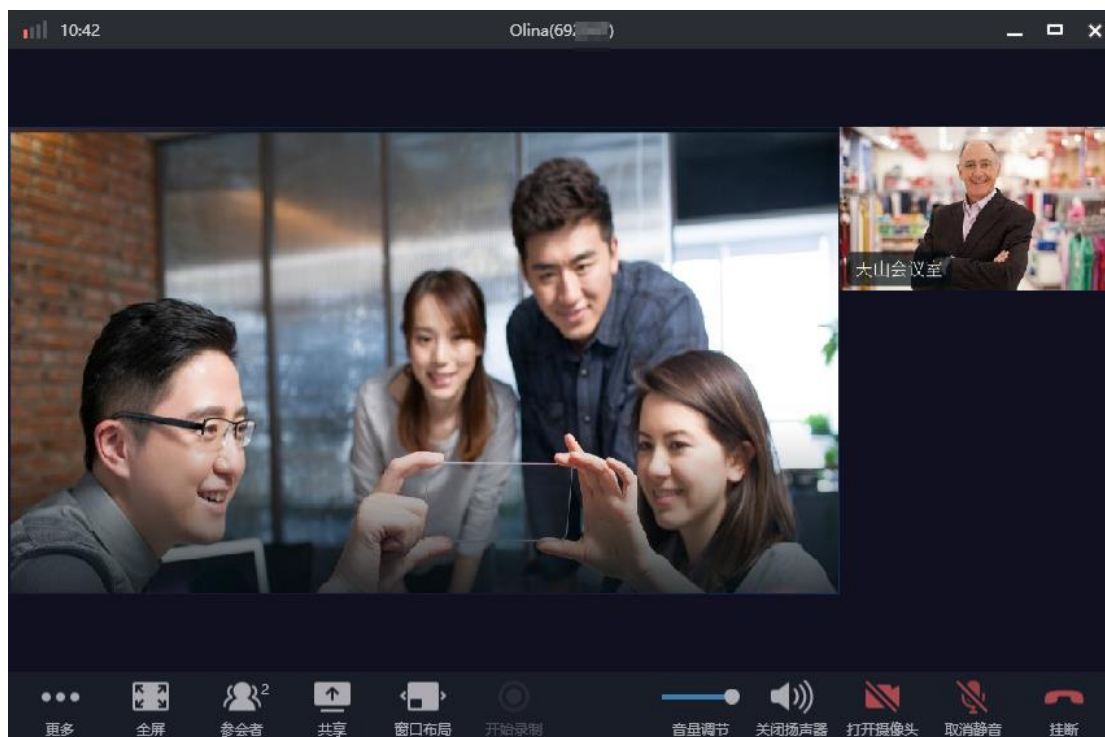 10:42
Olina(69
)
大山会议室
2
更多
全屏
参会者
共享
窗口布局
开始录制
音量调节
关闭扬声器
打开摄像头
取消静音
挂断